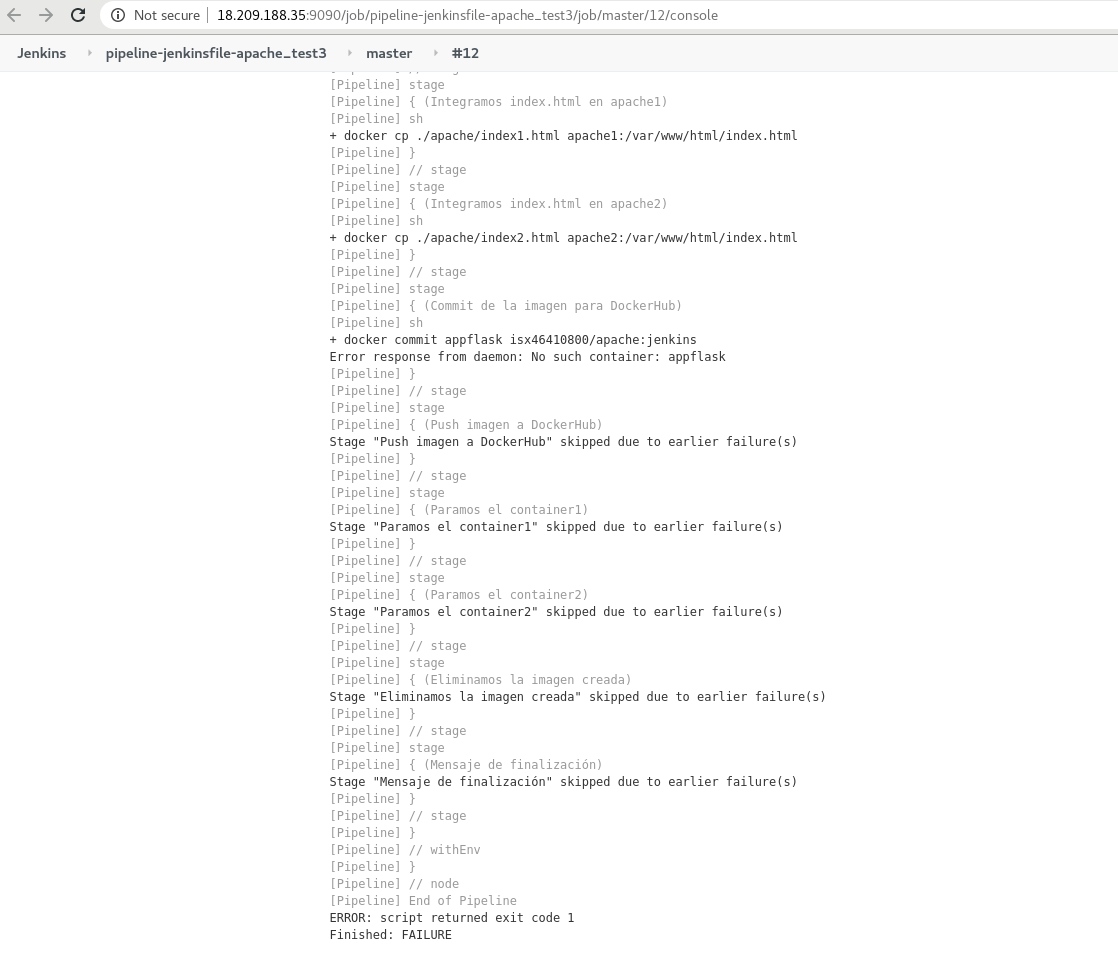 Not secure | 18.209.188.35:9090/job/pipeline-jenkinsfile-apache_test3/job/master/12/console
Jenkins pipeline-jenkinsfile-apache_test3 master #12
[Pipeline] stage
[Pipeline] { (Integramos index.html en apache1)
[Pipeline] sh
+ docker cp ./apache/index1.html apache1:/var/www/html/index.html
[Pipeline] }
[Pipeline] // stage
[Pipeline] stage
[Pipeline] { (Integramos index.html en apache2)
[Pipeline] sh
+ docker cp ./apache/index2.html apache2:/var/www/html/index.html
[Pipeline] }
[Pipeline] // stage
[Pipeline] stage
[Pipeline] { (Commit de la imagen para DockerHub)
[Pipeline] sh
+ docker commit appflask isx46410800/apache:jenkins
Error response from daemon: No such container: appflask
[Pipeline] }
[Pipeline] // stage
[Pipeline] stage
[Pipeline] { (Push imagen a DockerHub)
Stage "Push imagen a DockerHub" skipped due to earlier failure(s)
[Pipeline] }
[Pipeline] // stage
[Pipeline] stage
[Pipeline] { (Paramos el container1)
Stage "Paramos el container1" skipped due to earlier failure(s)
[Pipeline] }
[Pipeline] // stage
[Pipeline] stage
[Pipeline] { (Paramos el container2)
Stage "Paramos el container2" skipped due to earlier failure(s)
[Pipeline] }
[Pipeline] // stage
[Pipeline] stage
[Pipeline] { (Eliminamos la imagen creada)
Stage "Eliminamos la imagen creada" skipped due to earlier failure(s)
[Pipeline] }
[Pipeline] // stage
[Pipeline] stage
[Pipeline] { (Mensaje de finalización)
Stage "Mensaje de finalización" skipped due to earlier failure(s)
[Pipeline] }
[Pipeline] // stage
[Pipeline] }
[Pipeline] // withEnv
[Pipeline] }
[Pipeline] // node
[Pipeline] End of Pipeline
ERROR: script returned exit code 1
Finished: FAILURE